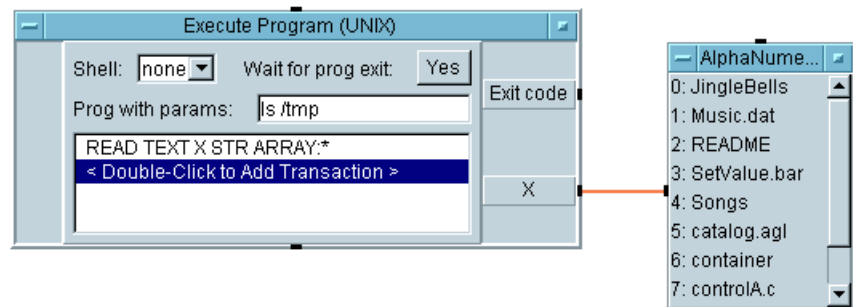 Execute Program (UNIX)
Shell: none Wait for prog exit: Yes
Prog with params: ls /tmp
READ TEXT X STR ARRAY:*
< Double-Click to Add Transaction >
Exit code
X
AlphaNume...
0: JingleBells
1: Music.dat
2: README
3: SetValue.bar
4: Songs
5: catalog.agl
6: container
7: controlA.c